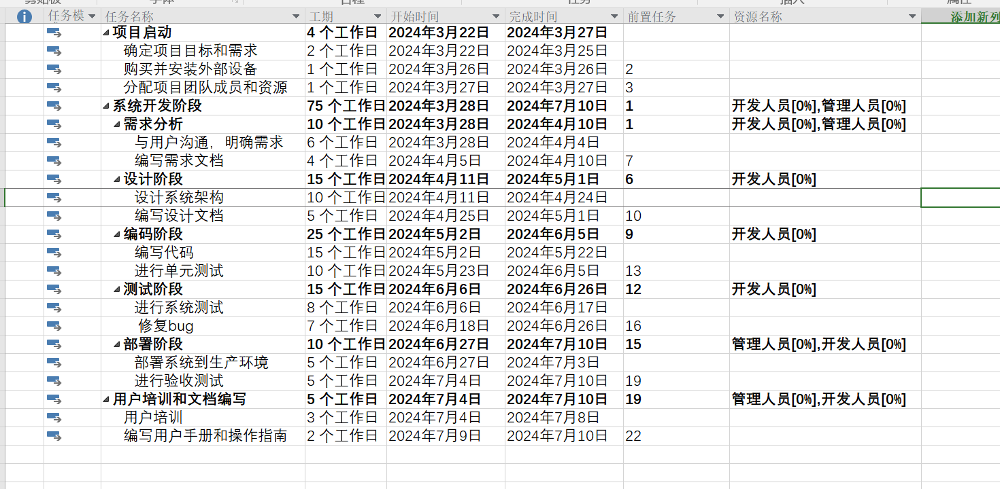 剪贴板 字体 日程 任务 插入 属性
任务模 任务名称 工期 开始时间 完成时间 前置任务 资源名称 添加新列
项目启动 4 个工作日 2024年3月22日 2024年3月27日
确定项目目标和需求 2 个工作日 2024年3月22日 2024年3月25日
购买并安装外部设备 1 个工作日 2024年3月26日 2024年3月26日 2
分配项目团队成员和资源 1 个工作日 2024年3月27日 2024年3月27日 3
系统开发阶段 75 个工作日 2024年3月28日 2024年7月10日 1 开发人员[0%],管理人员[0%]
需求分析 10 个工作日 2024年3月28日 2024年4月10日 1 开发人员[0%],管理人员[0%]
与用户沟通，明确需求 6 个工作日 2024年3月28日 2024年4月4日
编写需求文档 4 个工作日 2024年4月5日 2024年4月10日 7
设计阶段 15 个工作日 2024年4月11日 2024年5月1日 6 开发人员[0%]
设计系统架构 10 个工作日 2024年4月11日 2024年4月24日
编写设计文档 5 个工作日 2024年4月25日 2024年5月1日 10
编码阶段 25 个工作日 2024年5月2日 2024年6月5日 9 开发人员[0%]
编写代码 15 个工作日 2024年5月2日 2024年5月22日
进行单元测试 10 个工作日 2024年5月23日 2024年6月5日 13
测试阶段 15 个工作日 2024年6月6日 2024年6月26日 12 开发人员[0%]
进行系统测试 8 个工作日 2024年6月6日 2024年6月17日
修复bug 7 个工作日 2024年6月18日 2024年6月26日 16
部署阶段 10 个工作日 2024年6月27日 2024年7月10日 15 管理人员[0%],开发人员[0%]
部署系统到生产环境 5 个工作日 2024年6月27日 2024年7月3日
进行验收测试 5 个工作日 2024年7月4日 2024年7月10日 19
用户培训和文档编写 5 个工作日 2024年7月4日 2024年7月10日 19 管理人员[0%],开发人员[0%]
用户培训 3 个工作日 2024年7月4日 2024年7月8日
编写用户手册和操作指南 2 个工作日 2024年7月9日 2024年7月10日 22